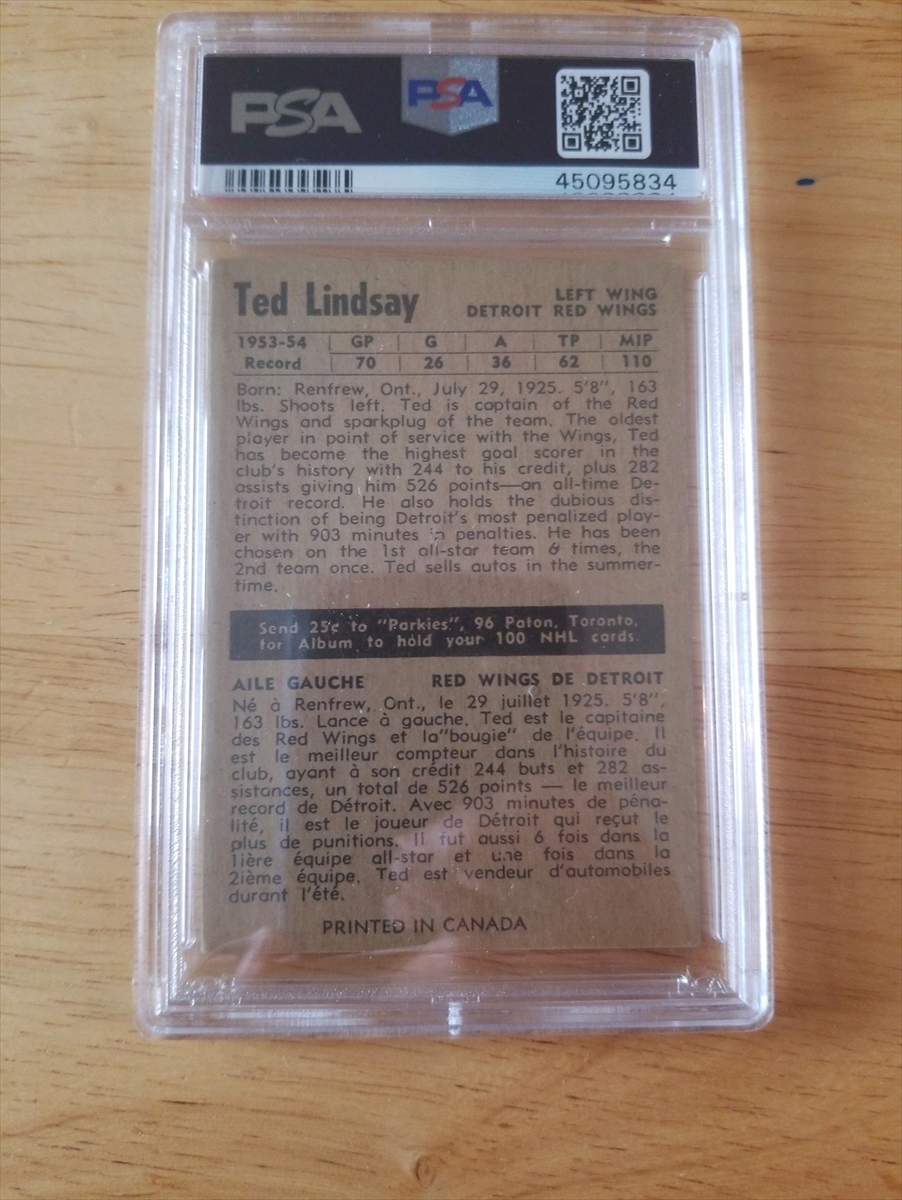 PSA PSA
45095834
Ted Lindsay
LEFT WING
DETROIT RED WINGS
1953-54 GP G A TP MIP
Record 70 26 36 62 110
Born: Renfrew, Ont., July 29, 1925. 5'8", 163
lbs. Shoots left. Ted is captain of the Red
Wings and sparkplug of the team. The oldest
player in point of service with the Wings, Ted
has become the highest goal scorer in the
club's history with 244 to his credit, plus 282
assists giving him 526 points—an all-time De-
troit record. He also holds the dubious dis-
tinction of being Detroit's most penalized play-
er with 903 minutes in penalties. He has been
chosen on the 1st all-star team 6 times, the
2nd team once. Ted sells autos in the summer-
time.
Send 25¢ to "Parkies", 96 Paton, Toronto,
for Album to hold your 100 NHL cards.
AILE GAUCHE RED WINGS DE DETROIT
Né à Renfrew, Ont., le 29 juillet 1925. 5'8",
163 lbs. Lance à gauche. Ted est le capitaine
des Red Wings et la"bougie" de l'équipe. Il
est le meilleur compteur dans l'histoire du
club, ayant à son crédit 244 buts et 282 as-
sistances, un total de 526 points — le meilleur
record de Détroit. Avec 903 minutes de péna-
lité, il est le joueur de Détroit qui reçut le
plus de punitions. Il fut aussi 6 fois dans la
1ière équipe all-star et une fois dans la
2ième équipe. Ted est vendeur d'automobiles
durant l'été.
PRINTED IN CANADA